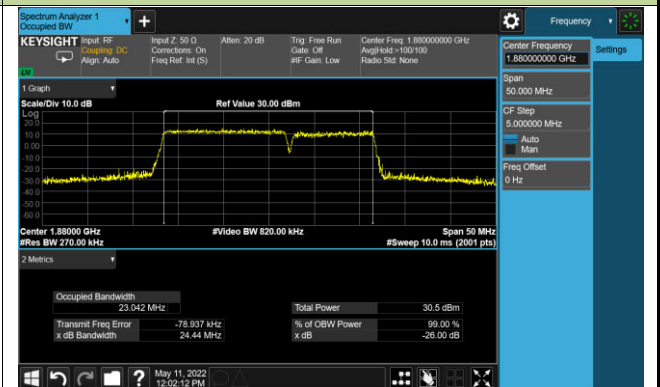 Spectrum Analyzer 1
Occupied BW
Frequency
KEYSIGHT
Input: RF
Coupling: DC
Align: Auto
Input Z: 50 Ω
Corrections: On
Freq Ref: Int (S)
Atten: 20 dB
Trig: Free Run
Gate: Off
#IF Gain: Low
Center Freq: 1.880000000 GHz
Avg|Hold:>100/100
Radio Std: None
Center Frequency
1.880000000 GHz
Settings
Span
50.000 MHz
CF Step
5.000000 MHz
Auto
Man
Freq Offset
0 Hz
1 Graph
Scale/Div 10.0 dB
Ref Value 30.00 dBm
Log
20.0
10.0
0.00
-10.0
-20.0
-30.0
-40.0
-50.0
-60.0
Center 1.88000 GHz
#Video BW 820.00 kHz
Span 50 MHz
#Res BW 270.00 kHz
#Sweep 10.0 ms (2001 pts)
2 Metrics
Occupied Bandwidth
23.042 MHz
Total Power
30.5 dBm
Transmit Freq Error
-78.937 kHz
% of OBW Power
99.00 %
x dB Bandwidth
24.44 MHz
x dB
-26.00 dB
?
May 11, 2022
12:02:12 PM